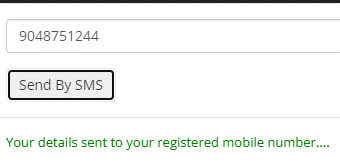 9048751244
Send By SMS
Your details sent to your registered mobile number....